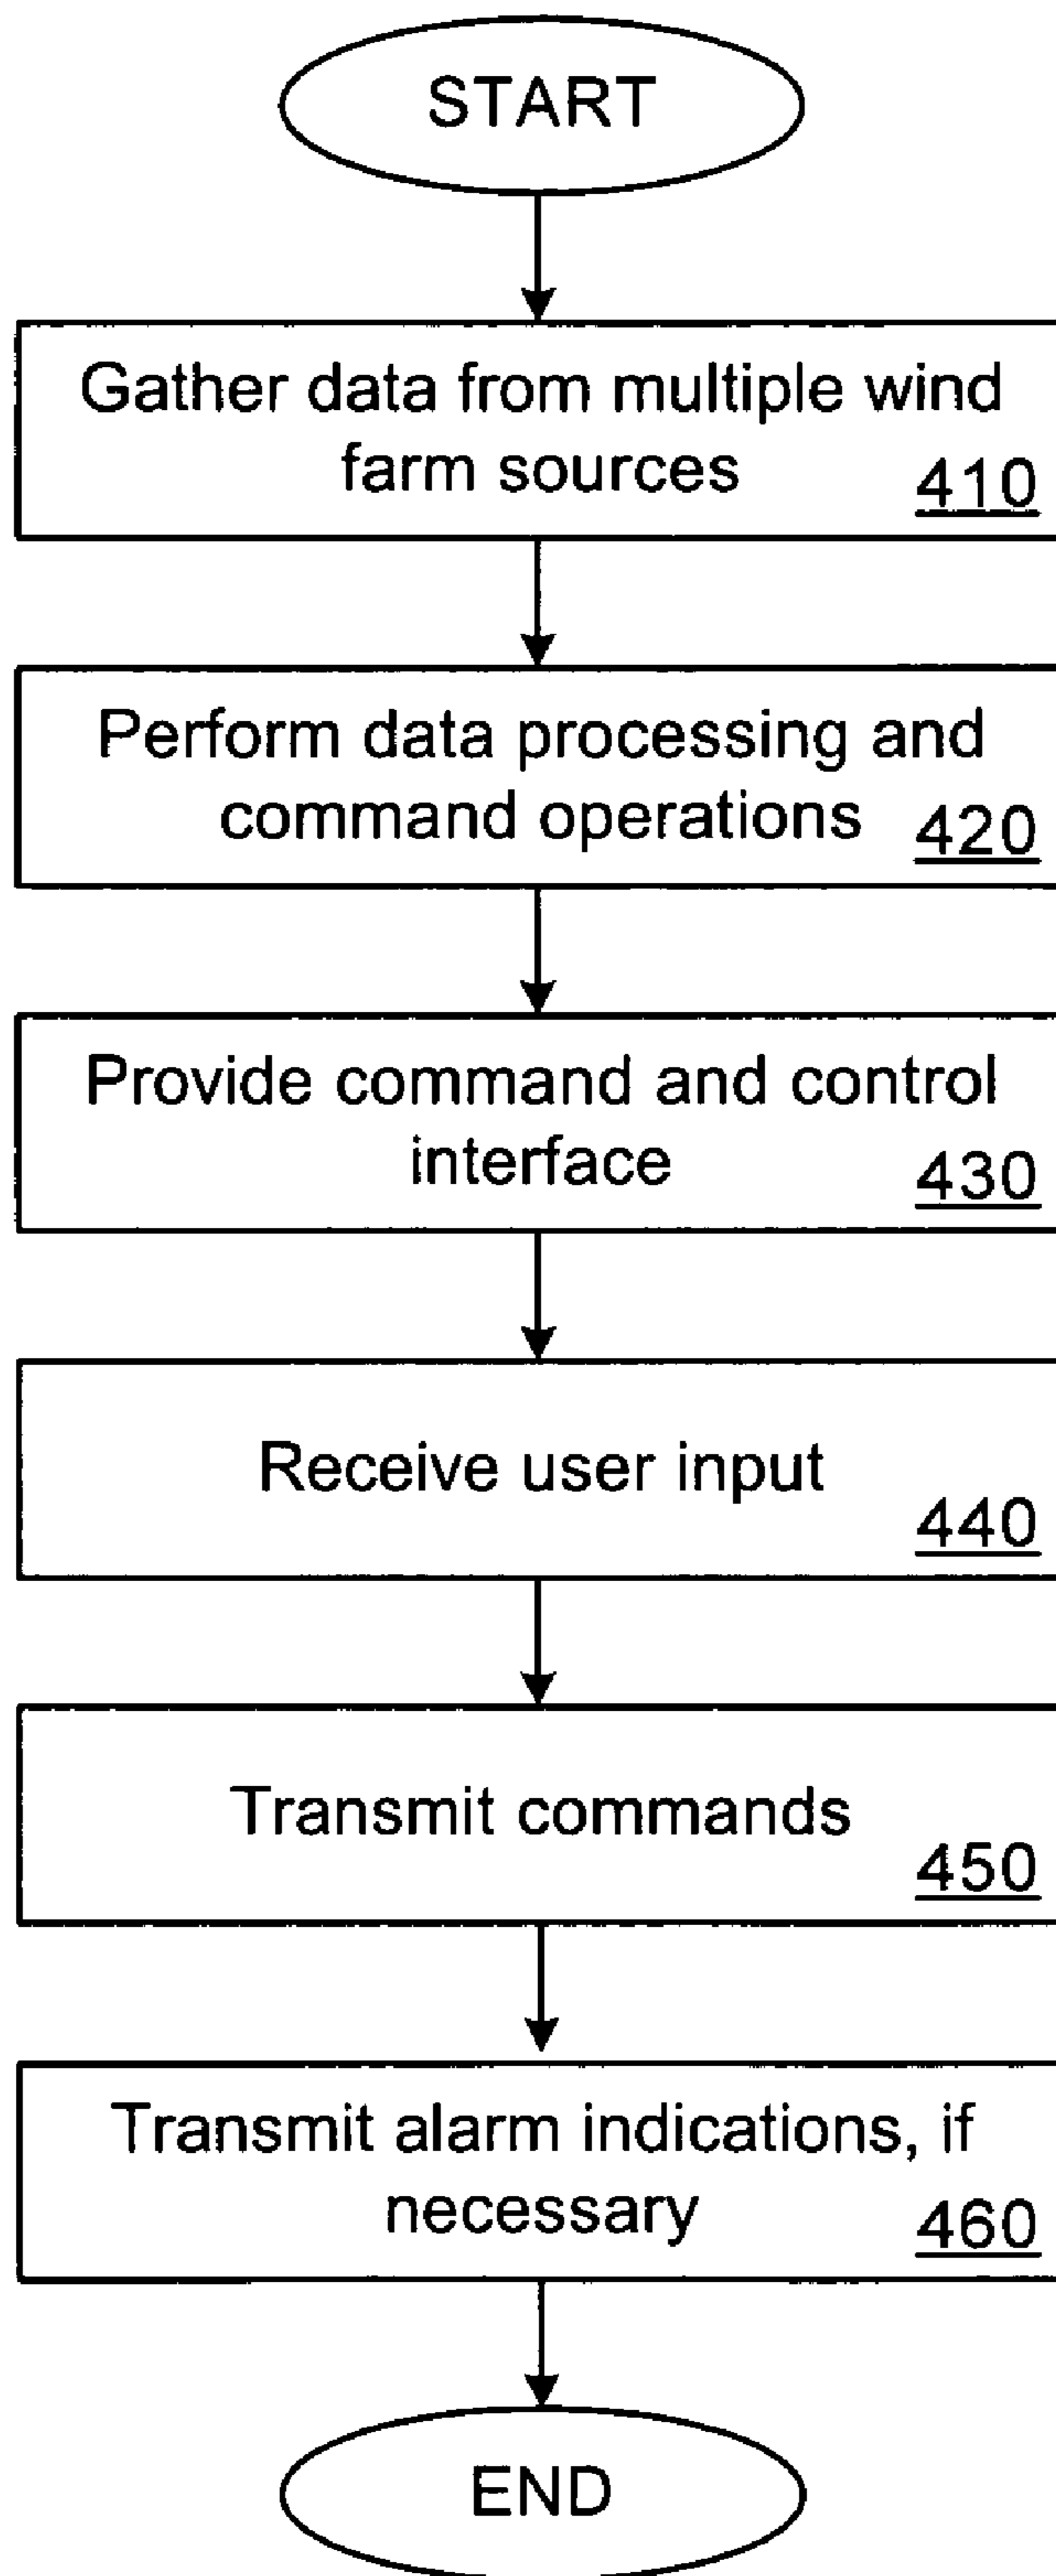 START
Gather data from multiple wind
farm sources
410
Perform data processing and
command operations
420
Provide command and control
interface
430
Receive user input
440
Transmit commands
450
Transmit alarm indications, if
necessary
460
END